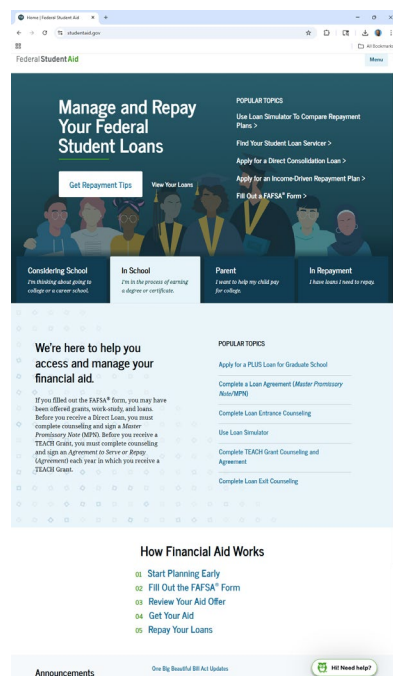 Home | Federal Student Aid
studentaid.gov
All Bookmarks
Federal Student Aid
Menu
Manage and Repay
Your Federal
Student Loans
Get Repayment Tips
View Your Loans
POPULAR TOPICS
Use Loan Simulator To Compare Repayment
Plans >
Find Your Student Loan Servicer >
Apply for a Direct Consolidation Loan >
Apply for an Income-Driven Repayment Plan >
Fill Out a FAFSA® Form >
Considering School
I'm thinking about going to
college or a career school.
In School
I'm in the process of earning
a degree or certificate.
Parent
I want to help my child pay
for college.
In Repayment
I have loans I need to repay.
We're here to help you
access and manage your
financial aid.
If you filled out the FAFSA® form, you may have
been offered grants, work-study, and loans.
Before you receive a Direct Loan, you must
complete counseling and sign a Master
Promissory Note (MPN). Before you receive a
TEACH Grant, you must complete counseling
and sign an Agreement to Serve or Repay
(Agreement) each year in which you receive a
TEACH Grant.
POPULAR TOPICS
Apply for a PLUS Loan for Graduate School
Complete a Loan Agreement (Master Promissory
Note/MPN)
Complete Loan Entrance Counseling
Use Loan Simulator
Complete TEACH Grant Counseling and
Agreement
Complete Loan Exit Counseling
How Financial Aid Works
01 Start Planning Early
02 Fill Out the FAFSA® Form
03 Review Your Aid Offer
04 Get Your Aid
05 Repay Your Loans
Announcements
One Big Beautiful Bill Act Updates
Hi! Need help?